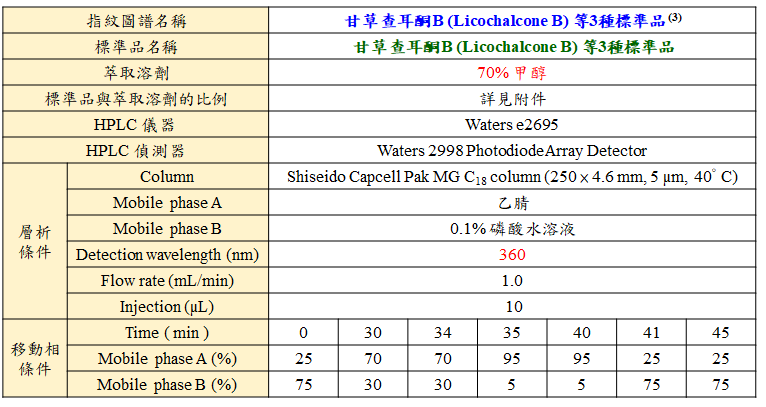 指紋圖譜名稱 甘草查耳酮B (Licochalcone B) 等3種標準品(3)
標準品名稱 甘草查耳酮B (Licochalcone B) 等3種標準品
萃取溶劑 70% 甲醇
標準品與萃取溶劑的比例 詳見附件
HPLC 儀器 Waters e2695
HPLC 偵測器 Waters 2998 Photodiode Array Detector
層析
條件
Column Shiseido Capcell Pak MG C18 column (250 × 4.6 mm, 5 μm, 40° C)
Mobile phase A 乙腈
Mobile phase B 0.1% 磷酸水溶液
Detection wavelength (nm) 360
Flow rate (mL/min) 1.0
Injection (μL) 10
移動相
條件
Time ( min ) 0 30 34 35 40 41 45
Mobile phase A (%) 25 70 70 95 95 25 25
Mobile phase B (%) 75 30 30 5 5 75 75